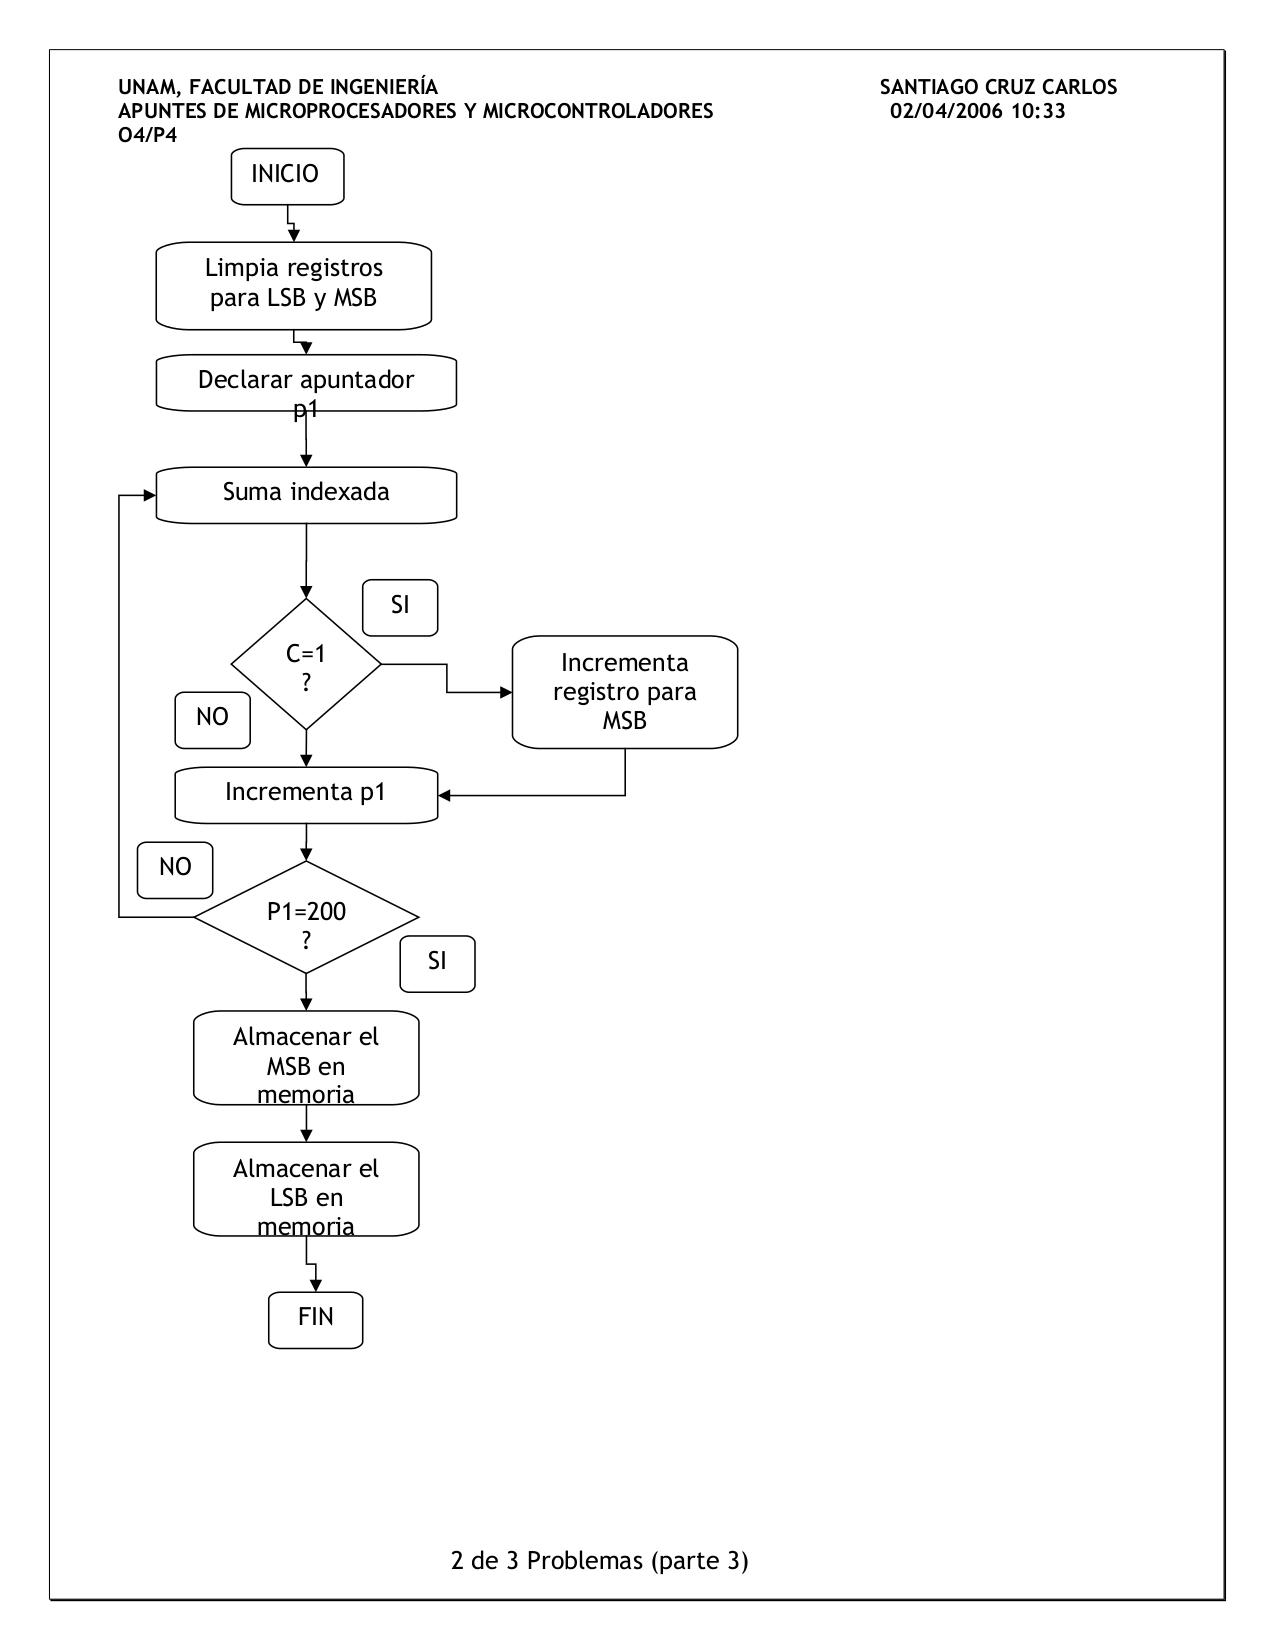 UNAM, FACULTAD DE INGENIERÍA SANTIAGO CRUZ CARLOS
APUNTES DE MICROPROCESADORES Y MICROCONTROLADORES 02/04/2006 10:33
O4/P4
INICIO
Limpia registros
para LSB y MSB
Declarar apuntador
p1
Suma indexada
SI
C=1
?
Incrementa
registro para
MSB
NO
Incrementa p1
NO
P1=200
?
SI
Almacenar el
MSB en
memoria
Almacenar el
LSB en
memoria
FIN
2 de 3 Problemas (parte 3)